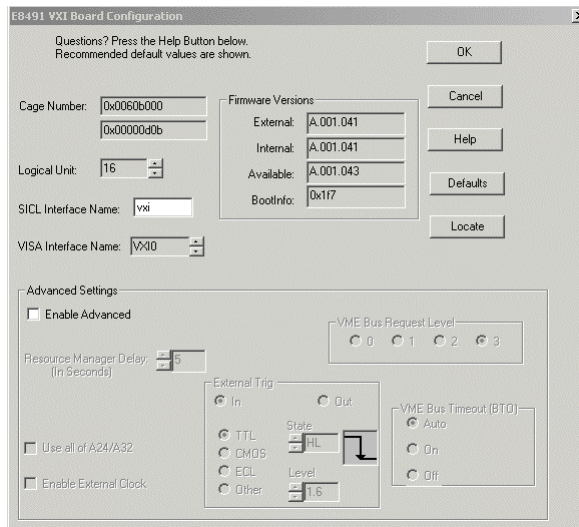 E8491 VXI Board Configuration
Questions? Press the Help Button below.
Recommended default values are shown.
OK
Cancel
Help
Defaults
Locate
Cage Number: 0x0060b000
0x00000d0b
Logical Unit: 16
SICL Interface Name: vxi
VISA Interface Name: VXI0
Firmware Versions
External: A.001.041
Internal: A.001.041
Available: A.001.043
BootInfo: 0x1f7
Advanced Settings
Enable Advanced
Resource Manager Delay: 5
(In Seconds)
VME Bus Request Level
0 1 2 3
External Trig
In Out
TTL
CMOS
ECL
Other
State
HL
Level
1.6
VME Bus Timeout (BTO)
Auto
On
Off
Use all of A24/A32
Enable External Clock